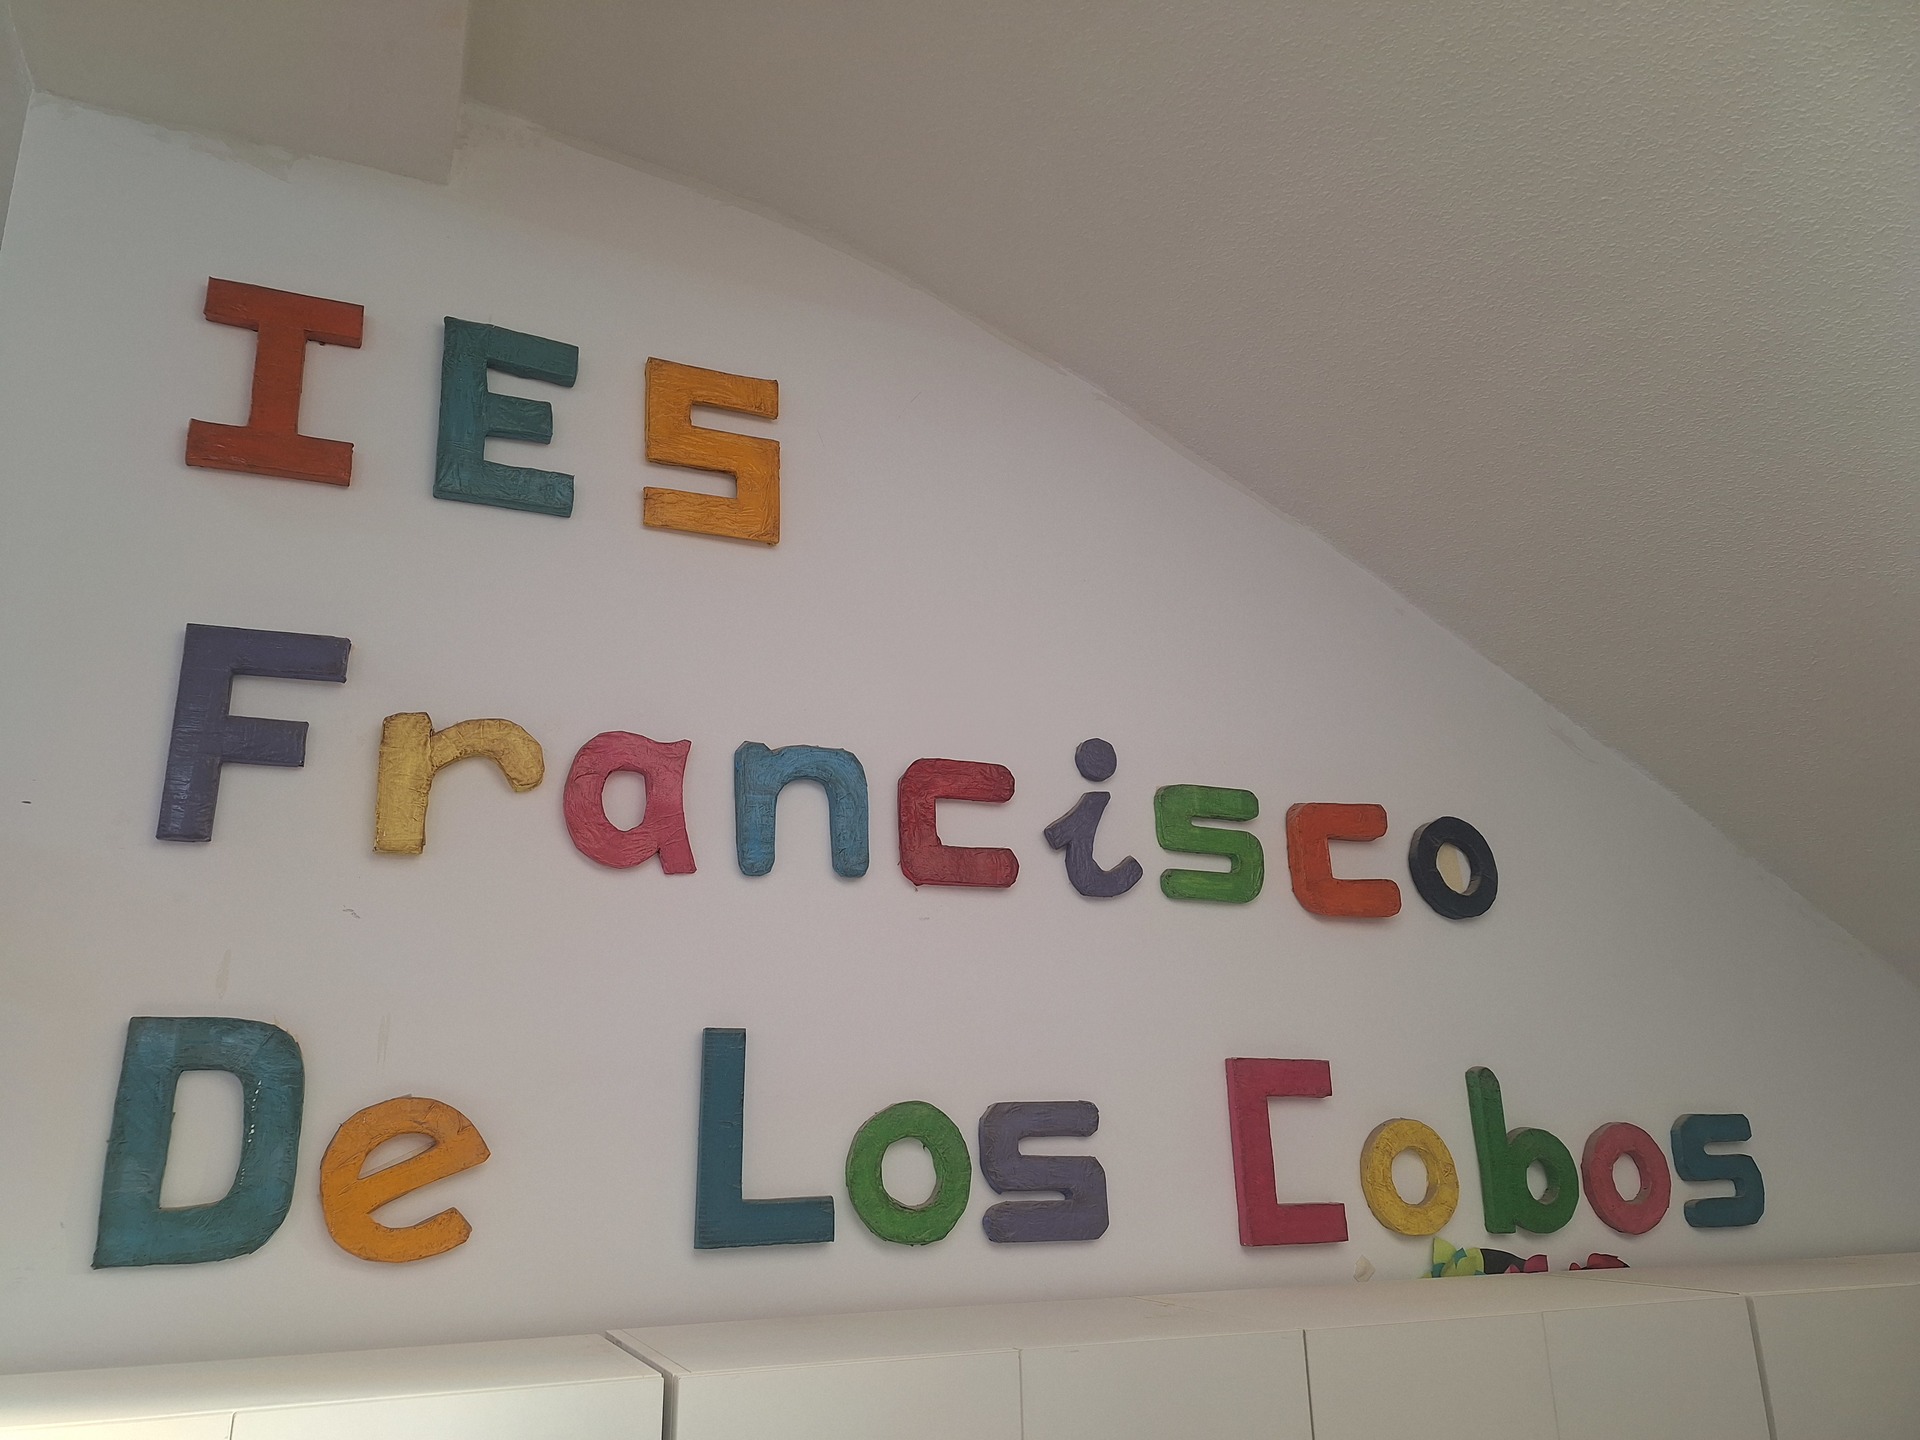 IES
Francisco
De Los Cobos